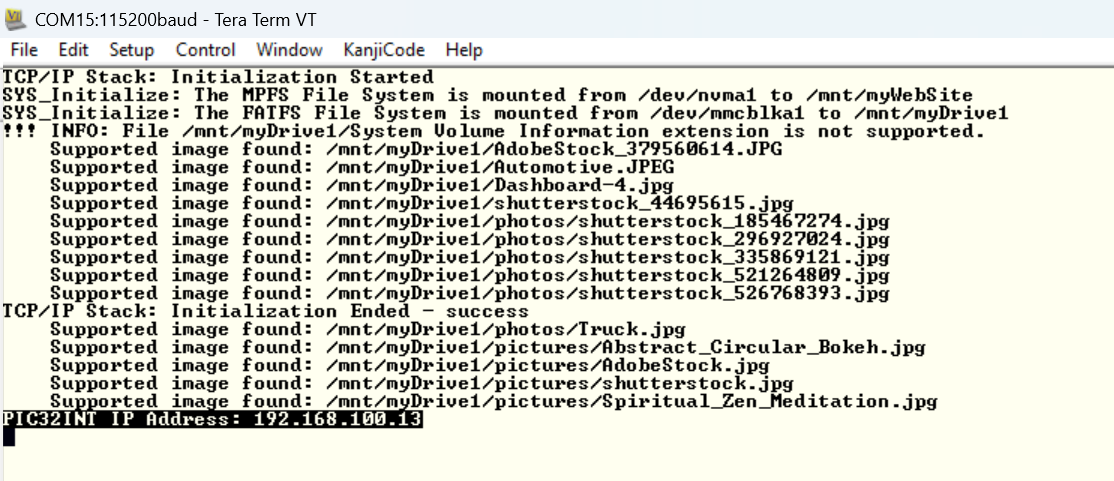 COM15:115200baud - Tera Term VT
File Edit Setup Control Window KanjiCode Help
TCP/IP Stack: Initialization Started
SYS_Initialize: The MPFS File System is mounted from /dev/nvma1 to /mnt/myWebSite
SYS_Initialize: The FATFS File System is mounted from /dev/mmcblka1 to /mnt/myDrive1
!!! INFO: File /mnt/myDrive1/System Volume Information extension is not supported.
Supported image found: /mnt/myDrive1/AdobeStock_379560614.JPG
Supported image found: /mnt/myDrive1/Automotive.JPEG
Supported image found: /mnt/myDrive1/Dashboard-4.jpg
Supported image found: /mnt/myDrive1/shutterstock_44695615.jpg
Supported image found: /mnt/myDrive1/photos/shutterstock_185467274.jpg
Supported image found: /mnt/myDrive1/photos/shutterstock_296927024.jpg
Supported image found: /mnt/myDrive1/photos/shutterstock_335869121.jpg
Supported image found: /mnt/myDrive1/photos/shutterstock_521264809.jpg
Supported image found: /mnt/myDrive1/photos/shutterstock_526768393.jpg
TCP/IP Stack: Initialization Ended - success
Supported image found: /mnt/myDrive1/photos/Truck.jpg
Supported image found: /mnt/myDrive1/pictures/Abstract_Circular_Bokeh.jpg
Supported image found: /mnt/myDrive1/pictures/AdobeStock.jpg
Supported image found: /mnt/myDrive1/pictures/shutterstock.jpg
Supported image found: /mnt/myDrive1/pictures/Spiritual_Zen_Meditation.jpg
PIC32INT IP Address: 192.168.100.13